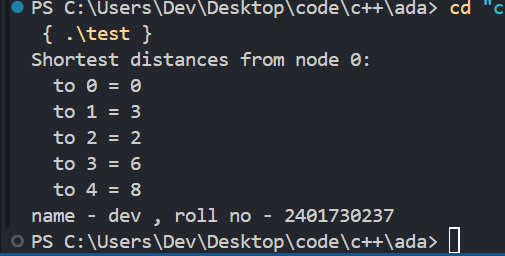 PS C:\Users\Dev\Desktop\code\c++\ada> cd "c
{ .\test }
Shortest distances from node 0:
to 0 = 0
to 1 = 3
to 2 = 2
to 3 = 6
to 4 = 8
name - dev , roll no - 2401730237
PS C:\Users\Dev\Desktop\code\c++\ada>